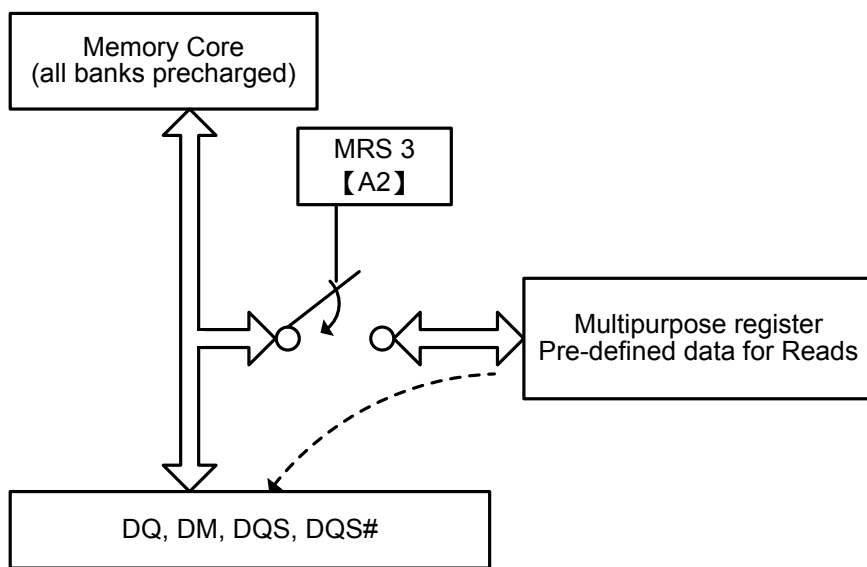 Memory Core
(all banks precharged)
MRS 3
【A2】
Multipurpose register
Pre-defined data for Reads
DQ, DM, DQS, DQS#